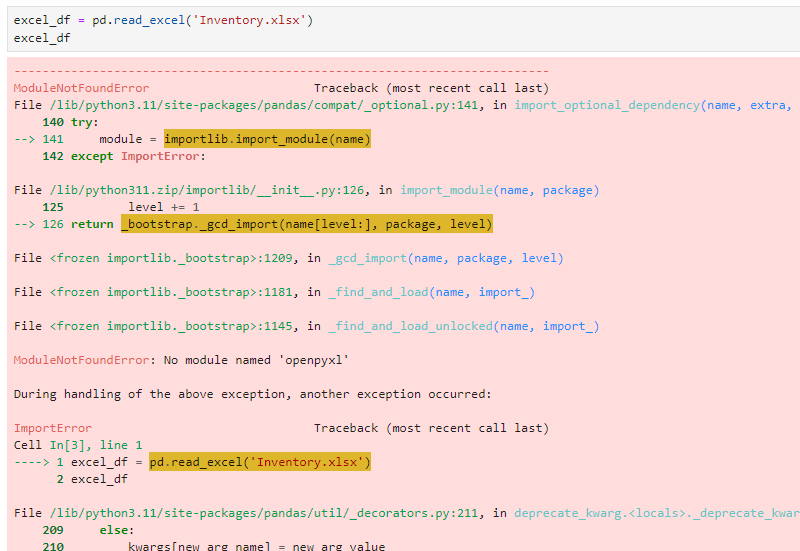 excel_df = pd.read_excel('Inventory.xlsx')
excel_df
---------------------------------------------------------------------------
ModuleNotFoundError                       Traceback (most recent call last)
File /lib/python3.11/site-packages/pandas/compat/_optional.py:141, in import_optional_dependency(name, extra,
    140 try:
--> 141     module = importlib.import_module(name)
    142 except ImportError:
File /lib/python311.zip/importlib/__init__.py:126, in import_module(name, package)
    125         level += 1
--> 126 return _bootstrap._gcd_import(name[level:], package, level)
File <frozen importlib._bootstrap>:1209, in _gcd_import(name, package, level)
File <frozen importlib._bootstrap>:1181, in _find_and_load(name, import_)
File <frozen importlib._bootstrap>:1145, in _find_and_load_unlocked(name, import_)
ModuleNotFoundError: No module named 'openpyxl'
During handling of the above exception, another exception occurred:
ImportError                               Traceback (most recent call last)
Cell In[3], line 1
----> 1 excel_df = pd.read_excel('Inventory.xlsx')
      2 excel_df
File /lib/python3.11/site-packages/pandas/util/_decorators.py:211, in deprecate_kwarg.<locals>._deprecate_kwar
    209     else:
    210         kwargs[new_arg_name] = new_arg_value